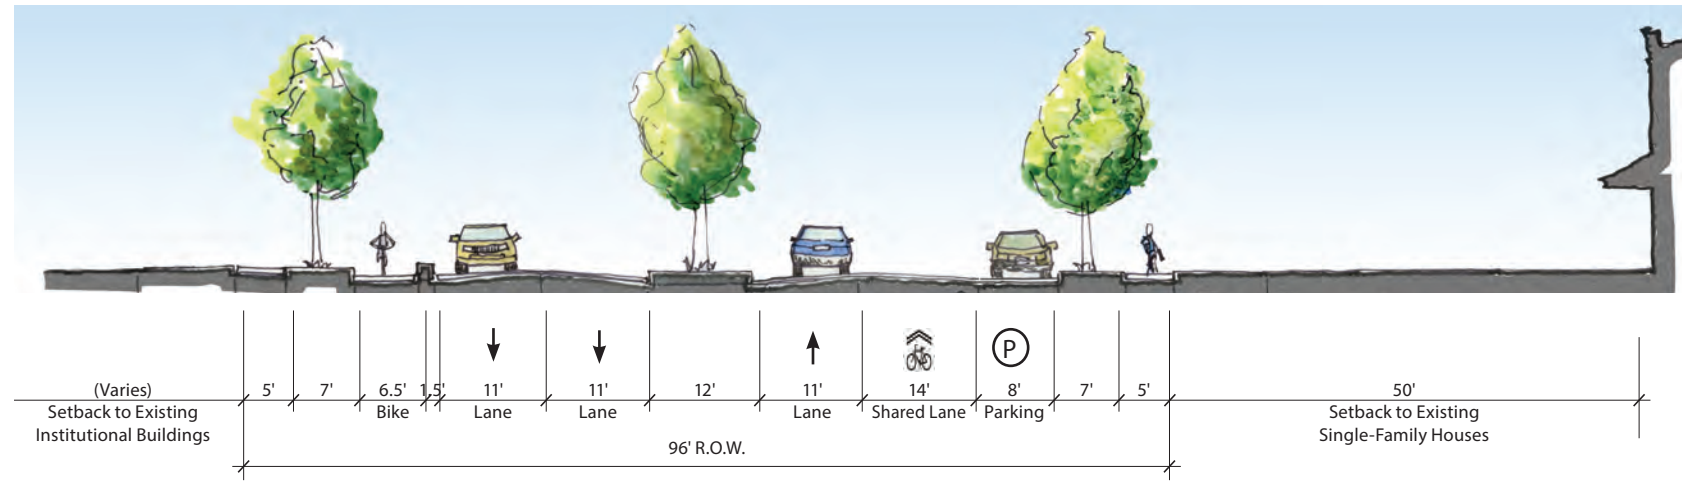 P
(Varies) 5' 7' 6.5' 1.5' 11' 11' 12' 11' 14' 8' 7' 5' 50'
Setback to Existing Bike Lane Lane Lane Shared Lane Parking Setback to Existing
Institutional Buildings Single-Family Houses
96' R.O.W.